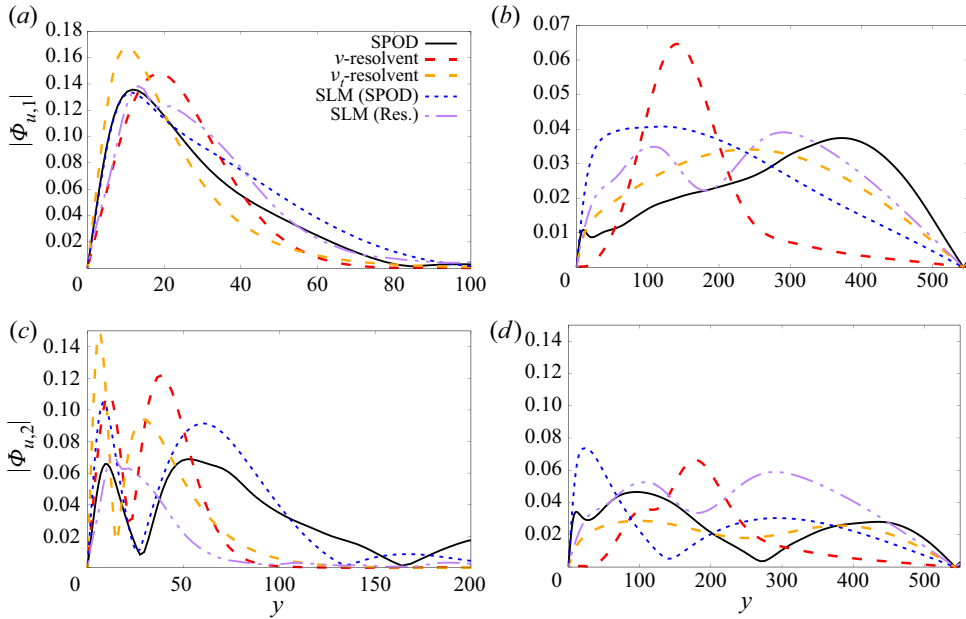 (a)
|Φu,1|
0.18
0.16
0.14
0.12
0.10
0.08
0.06
0.04
0.02
0 20 40 60 80 100
SPOD
ν-resolvent
νt-resolvent
SLM (SPOD)
SLM (Res.)
(b)
0.07
0.06
0.05
0.04
0.03
0.02
0.01
0 100 200 300 400 500
(c)
|Φu,2|
0.14
0.12
0.10
0.08
0.06
0.04
0.02
0 50 100 150 200
y
(d)
0.14
0.12
0.10
0.08
0.06
0.04
0.02
0 100 200 300 400 500
y